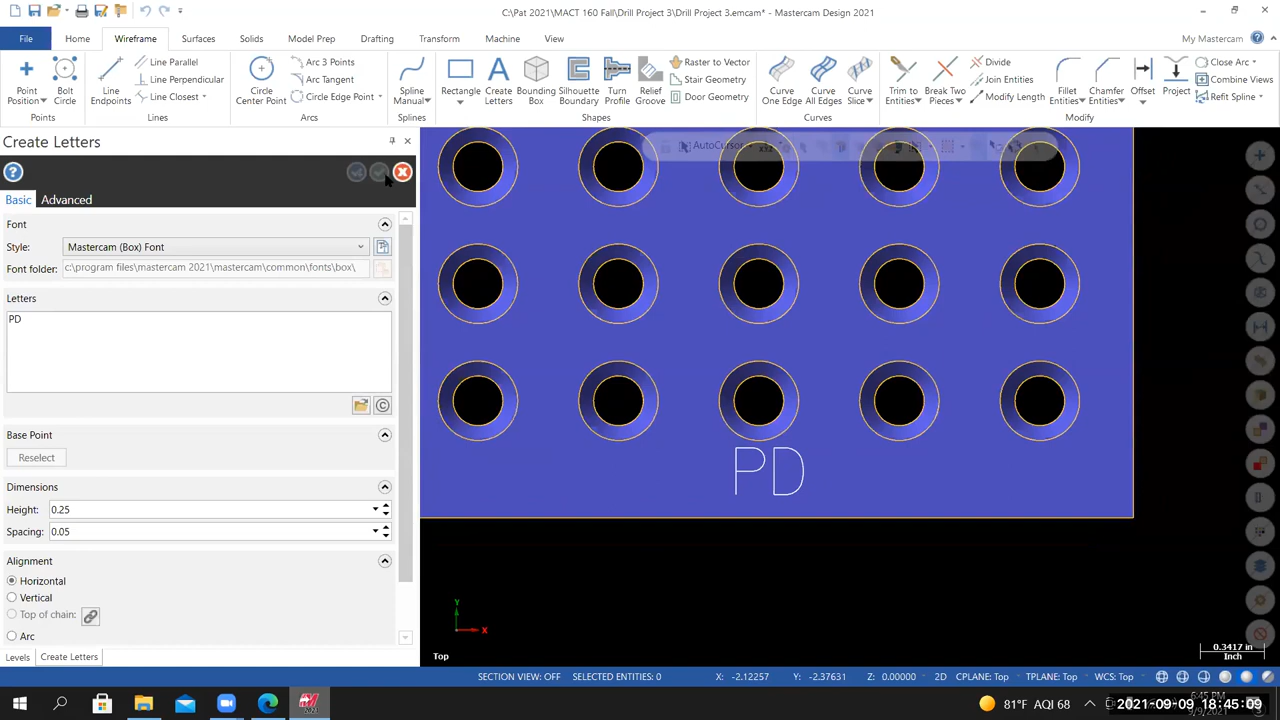 C:\Pat 2021\MACT 160 Fall\Drill Project 3\Drill Project 3.emcam* - Mastercam Design 2021
File Home Wireframe Surfaces Solids Model Prep Drafting Transform Machine View My Mastercam
Point Position
Bolt Circle
Points
Line Endpoints
Line Parallel
Line Perpendicular
Line Closest
Lines
Circle Center Point
Arc 3 Points
Arc Tangent
Circle Edge Point
Arcs
Spline Manual
Splines
Rectangle
Create Letters
Bounding Box
Silhouette Boundary
Turn Profile
Relief Groove
Raster to Vector
Stair Geometry
Door Geometry
Shapes
Curve One Edge
Curve All Edges
Curve Slice
Curves
Trim to Entities
Break Two Pieces
Divide
Join Entities
Modify Length
Fillet Entities
Chamfer Entities
Offset
Project
Close Arc
Combine Views
Refit Spline
Modify
Create Letters
AutoCursor
Basic Advanced
Font
Style: Mastercam (Box) Font
Font folder: c:\program files\mastercam 2021\mastercam\common\fonts\box\
Letters
PD
Base Point
Reselect
Dimensions
Height: 0.25
Spacing: 0.05
Alignment
Horizontal
Vertical
Top of chain:
Arc
Levels Create Letters
PD
Y
X
Top
0.3417 in
Inch
SECTION VIEW: OFF SELECTED ENTITIES: 0 X: -2.12257 Y: -2.37631 Z: 0.00000 2D CPLANE: Top TPLANE: Top WCS: Top
81°F AQI 68
6:45 PM
2021-09-09 18:45:09